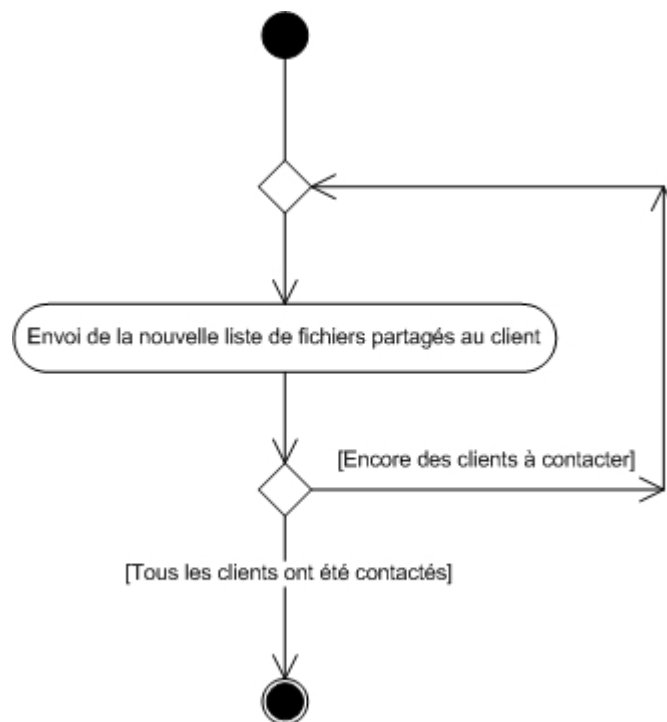 Envoi de la nouvelle liste de fichiers partagés au client
[Encore des clients à contacter]
[Tous les clients ont été contactés]